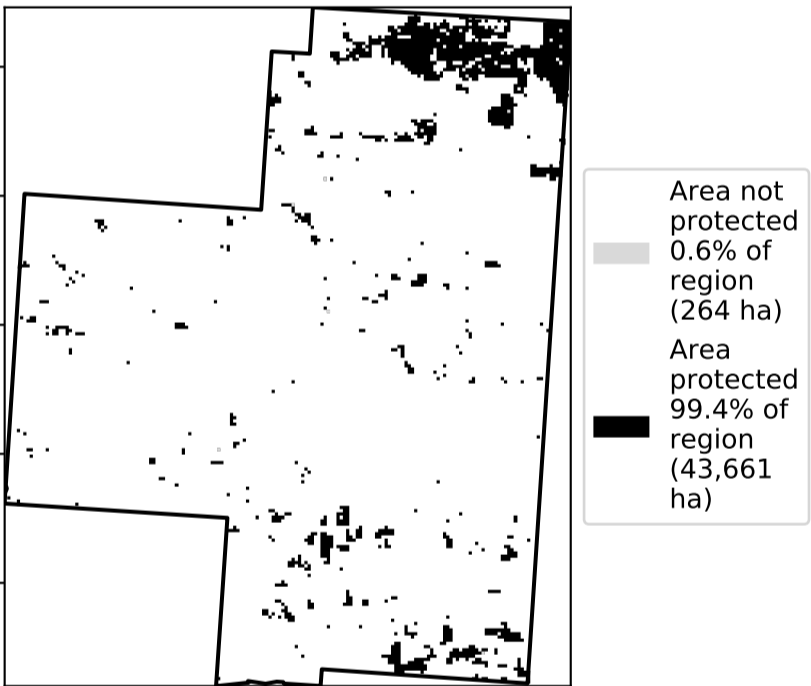 Area not
protected
0.6% of
region
(264 ha)
Area
protected
99.4% of
region
(43,661
ha)